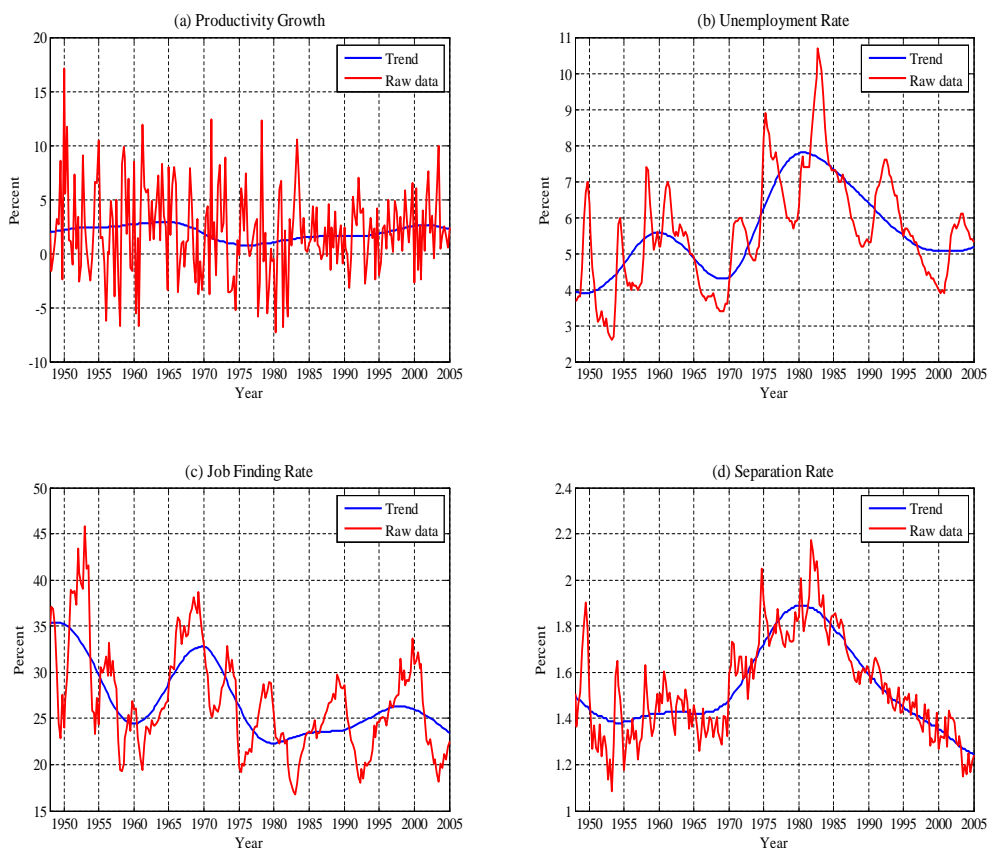 (a) Productivity Growth
20
15
10
5
0
-5
-10
Percent
1950 1955 1960 1965 1970 1975 1980 1985 1990 1995 2000 2005
Year
Trend
Raw data
(b) Unemployment Rate
11
10
9
8
7
6
5
4
3
2
Percent
1950 1955 1960 1965 1970 1975 1980 1985 1990 1995 2000 2005
Year
Trend
Raw data
(c) Job Finding Rate
50
45
40
35
30
25
20
15
Percent
1950 1955 1960 1965 1970 1975 1980 1985 1990 1995 2000 2005
Year
Trend
Raw data
(d) Separation Rate
2.4
2.2
2
1.8
1.6
1.4
1.2
1
Percent
1950 1955 1960 1965 1970 1975 1980 1985 1990 1995 2000 2005
Year
Trend
Raw data